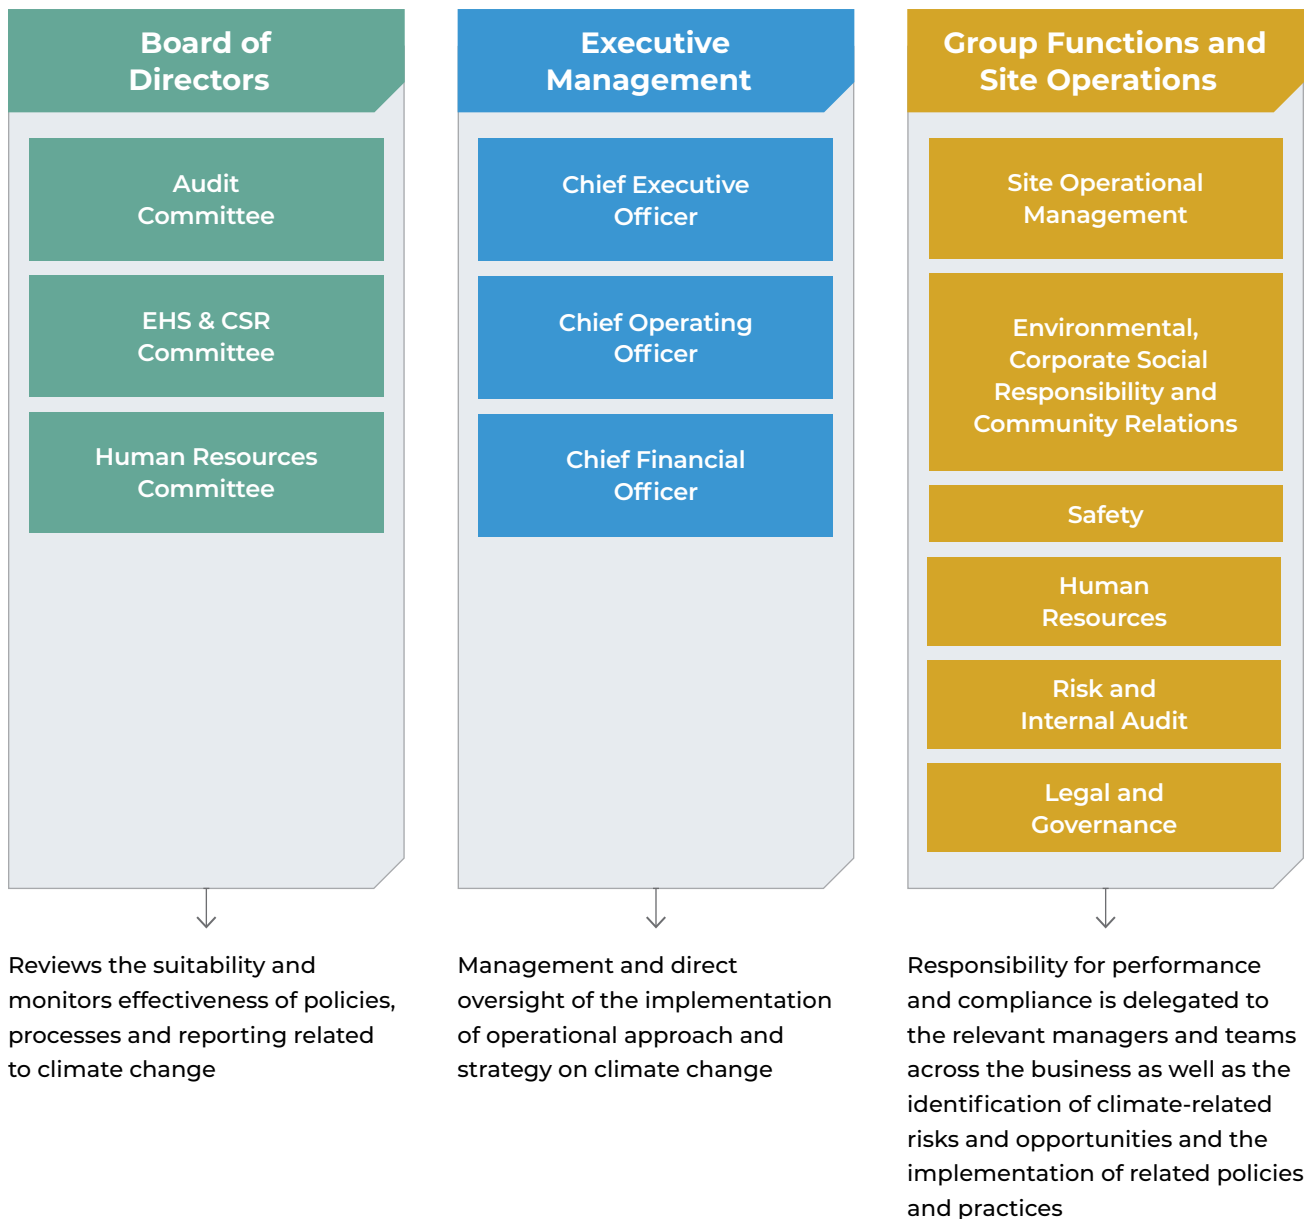 Board of
Directors
Audit
Committee
EHS & CSR
Committee
Human Resources
Committee
Reviews the suitability and
monitors effectiveness of policies,
processes and reporting related
to climate change
Executive
Management
Chief Executive
Officer
Chief Operating
Officer
Chief Financial
Officer
Management and direct
oversight of the implementation
of operational approach and
strategy on climate change
Group Functions and
Site Operations
Site Operational
Management
Environmental,
Corporate Social
Responsibility and
Community Relations
Safety
Human
Resources
Risk and
Internal Audit
Legal and
Governance
Responsibility for performance
and compliance is delegated to
the relevant managers and teams
across the business as well as the
identification of climate-related
risks and opportunities and the
implementation of related policies
and practices